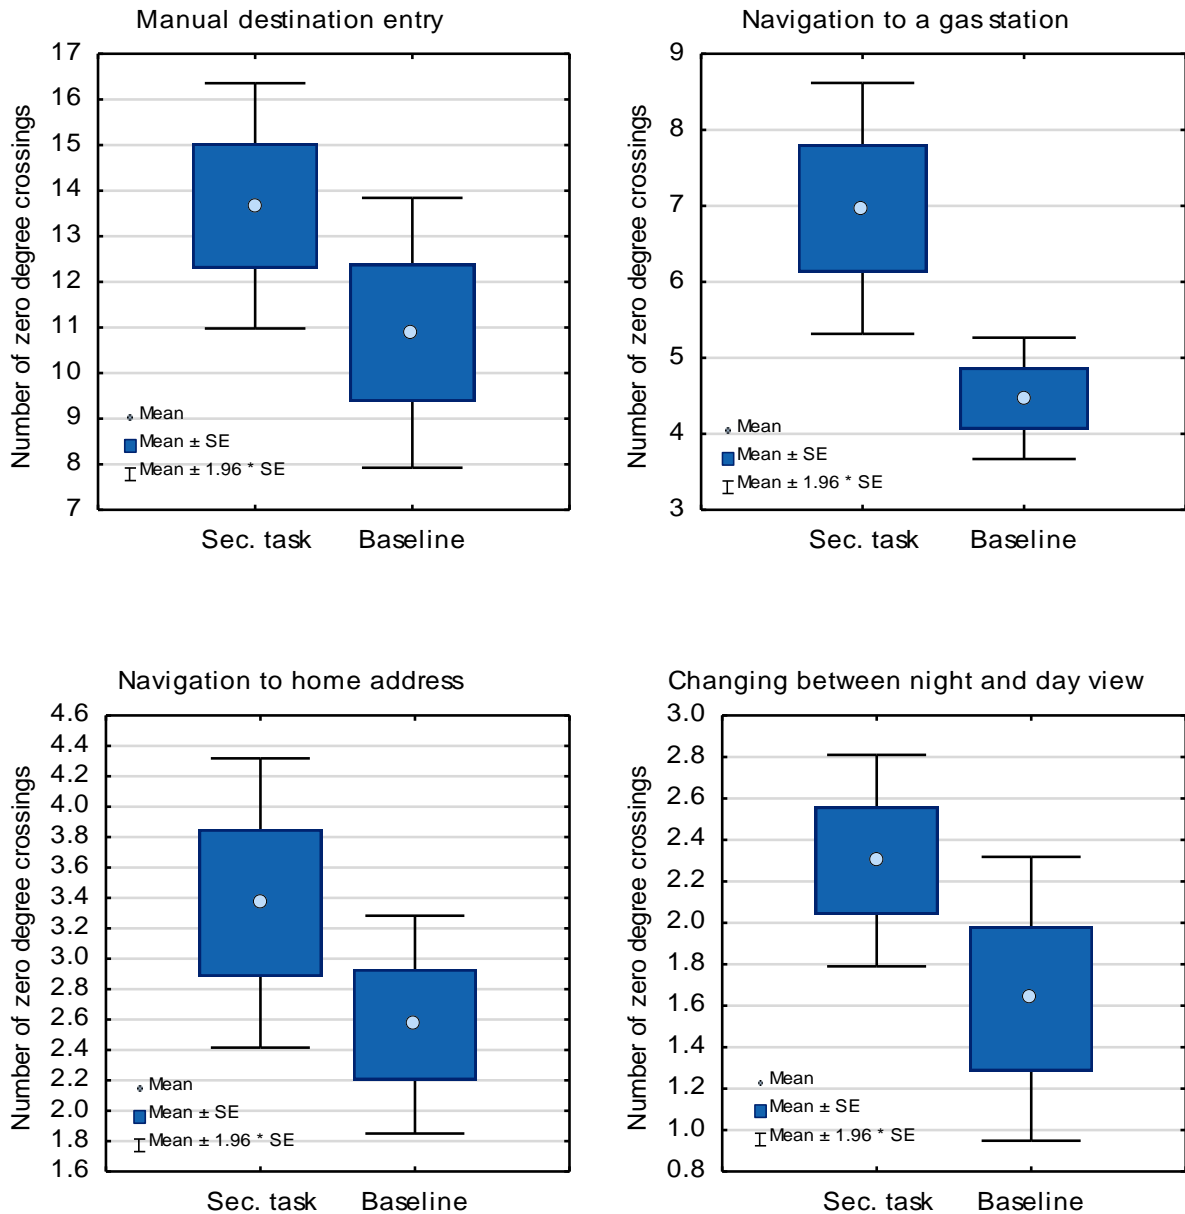 Manual destination entry
Number of zero degree crossings
17
16
15
14
13
12
11
10
9
8
7
Mean
Mean ± SE
Mean ± 1.96 * SE
Sec. task Baseline
Navigation to a gas station
Number of zero degree crossings
9
8
7
6
5
4
3
Mean
Mean ± SE
Mean ± 1.96 * SE
Sec. task Baseline
Navigation to home address
Number of zero degree crossings
4.6
4.4
4.2
4.0
3.8
3.6
3.4
3.2
3.0
2.8
2.6
2.4
2.2
2.0
1.8
1.6
Mean
Mean ± SE
Mean ± 1.96 * SE
Sec. task Baseline
Changing between night and day view
Number of zero degree crossings
3.0
2.8
2.6
2.4
2.2
2.0
1.8
1.6
1.4
1.2
1.0
0.8
Mean
Mean ± SE
Mean ± 1.96 * SE
Sec. task Baseline